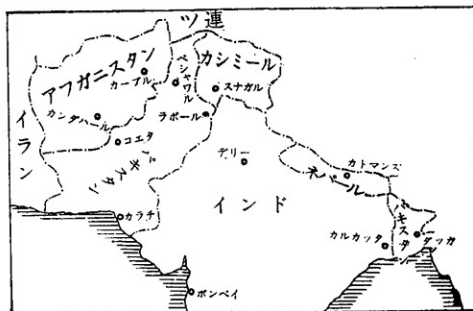 ソ連
アフガニスタン
カーブル
カンダハル
ペシャワル
カシミール
スナガル
ラホール
イラン
コエタ
パキスタン
デリー
カトマンズ
ネパール
インド
カラチ
パキスタン
カルカッタ
ダッカ
ボンベイ